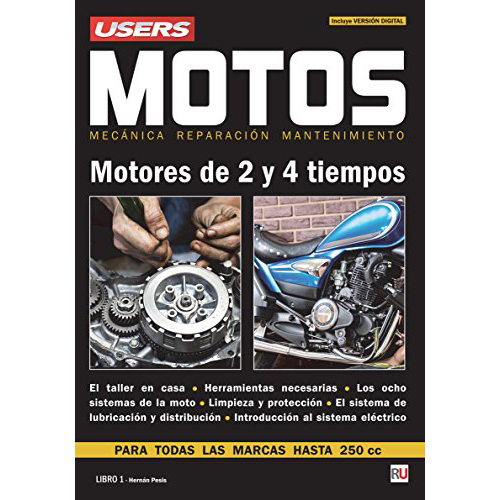 USERS
Incluye VERSIÓN DIGITAL
MOTOS
MECÁNICA REPARACIÓN MANTENIMIENTO
Motores de 2 y 4 tiempos
El taller en casa • Herramientas necesarias • Los ocho
sistemas de la moto • Limpieza y protección • El sistema de
lubricación y distribución • Introducción al sistema eléctrico
PARA TODAS LAS MARCAS HASTA 250 cc
LIBRO 1 - Hernán Pesis
RU